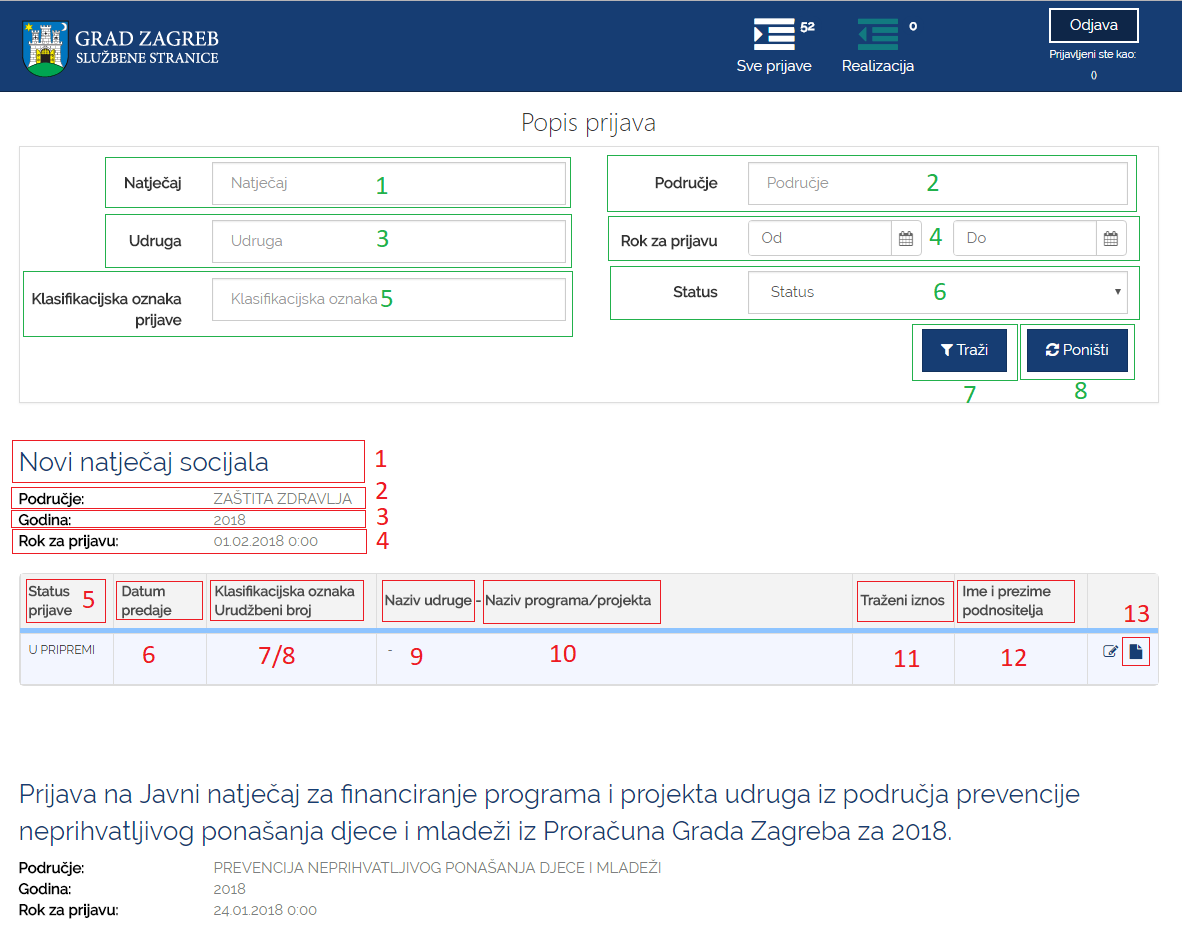 GRAD ZAGREB
SLUŽBENE STRANICE
52
Sve prijave
0
Realizacija
Odjava
Prijavljeni ste kao:
0
Popis prijava
Natječaj
Natječaj
1
Područje
Područje
2
Udruga
Udruga
3
Rok za prijavu
Od
4
Do
Klasifikacijska oznaka
prijave
Klasifikacijska oznaka
5
Status
Status
6
Traži
Poništi
7
8
Novi natječaj socijala
1
Područje:
ZAŠTITA ZDRAVLJA
2
Godina:
2018
3
Rok za prijavu:
01.02.2018 0:00
4
Status
prijave
5
Datum
predaje
Klasifikacijska oznaka
Urudžbeni broj
Naziv udruge - Naziv programa/projekta
Traženi iznos
Ime i prezime
podnositelja
13
U PRIPREMI
6
7/8
-
9
10
11
12
Prijava na Javni natječaj za financiranje programa i projekta udruga iz područja prevencije
neprihvatljivog ponašanja djece i mladeži iz Proračuna Grada Zagreba za 2018.
Područje:
PREVENCIJA NEPRIHVATLJIVOG PONAŠANJA DJECE I MLADEŽI
Godina:
2018
Rok za prijavu:
24.01.2018 0:00